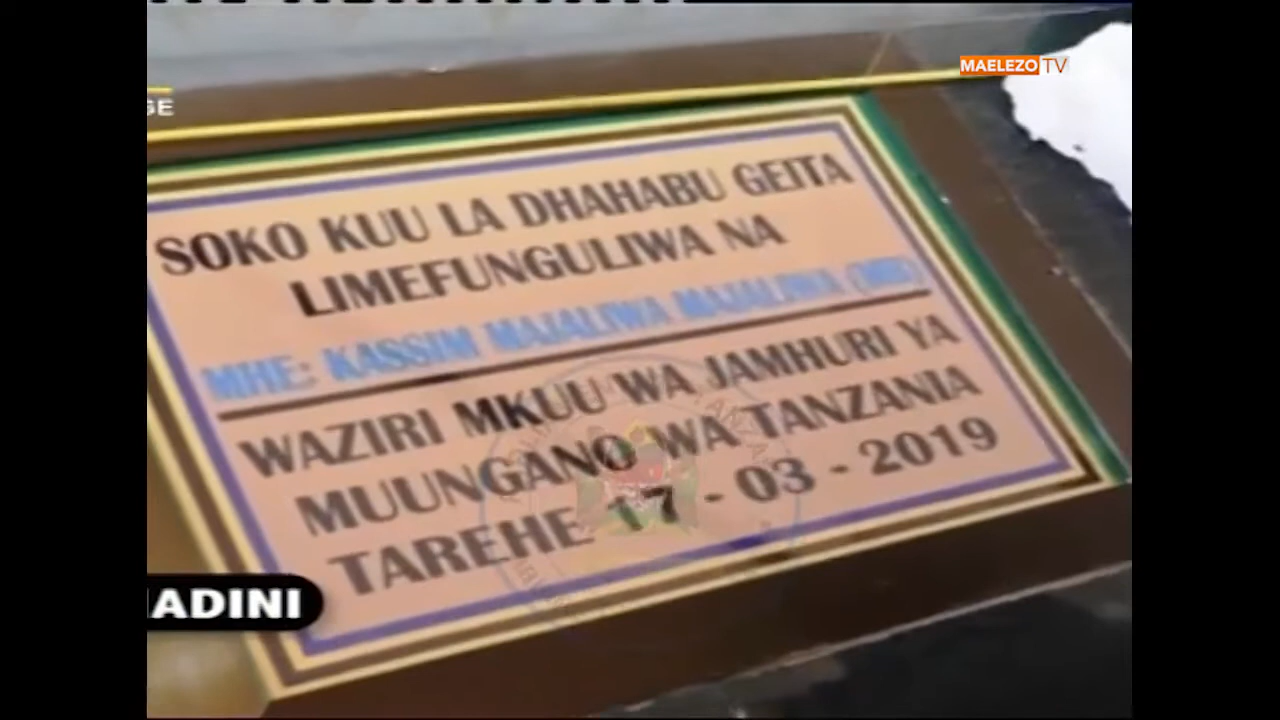 MAELEZO TV
GE
SOKO KUU LA DHAHABU GEITA
LIMEFUNGULIWA NA
MHE: KASSIM MAJALIWA MAJALIWA (MB)
WAZIRI MKUU WA JAMHURI YA
MUUNGANO WA TANZANIA
TAREHE 17 - 03 - 2019
ADINI